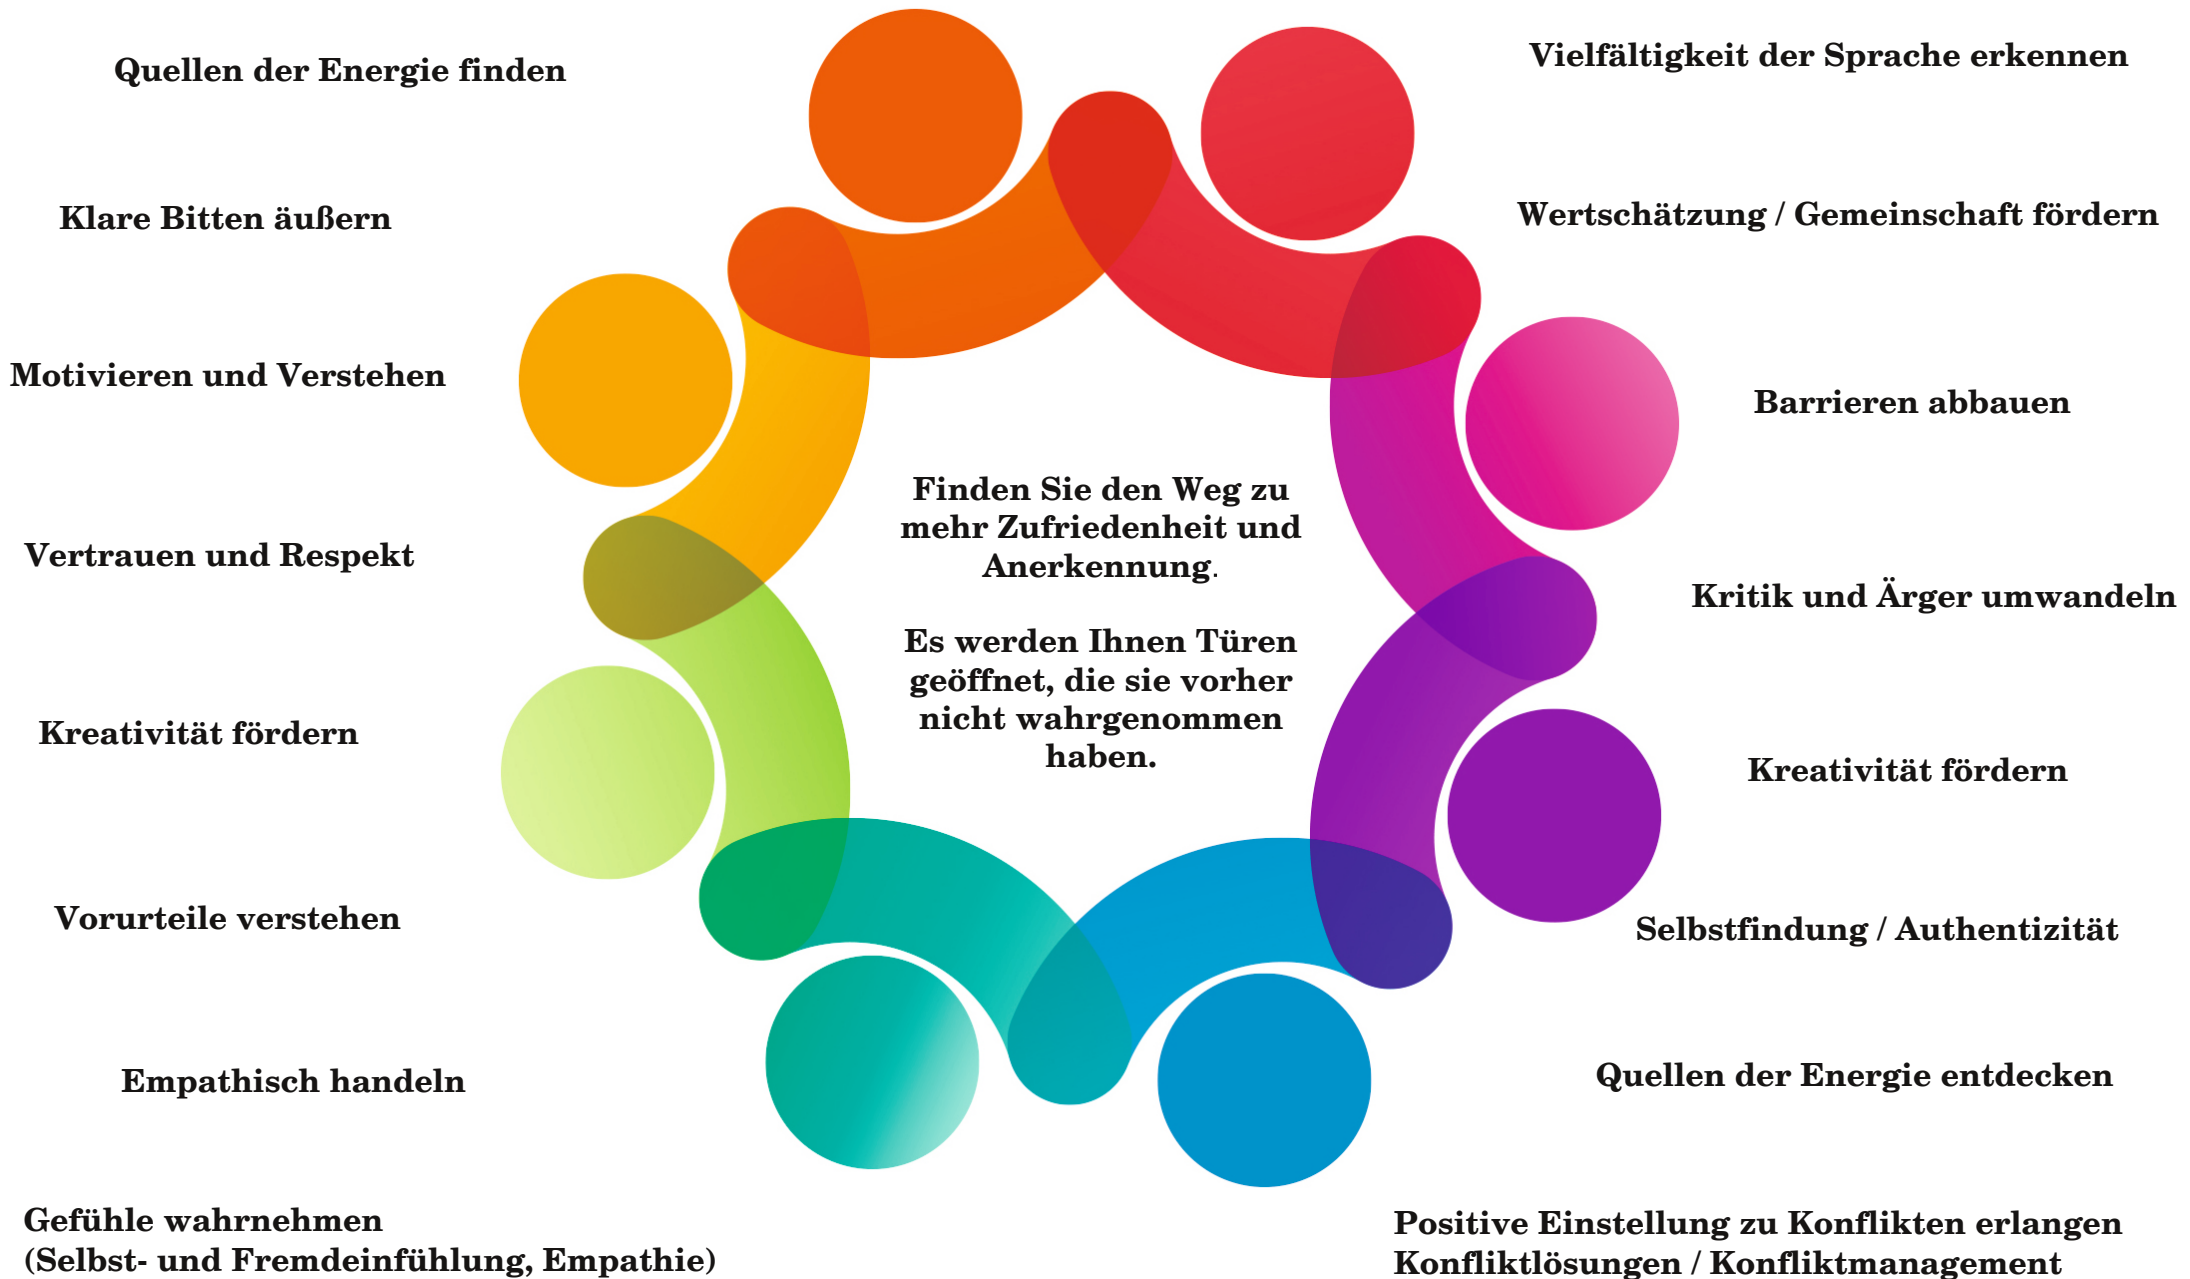 Quellen der Energie finden
Klare Bitten äußern
Motivieren und Verstehen
Vertrauen und Respekt
Kreativität fördern
Vorurteile verstehen
Empathisch handeln
Gefühle wahrnehmen
(Selbst- und Fremdeinfühlung, Empathie)
Finden Sie den Weg zu
mehr Zufriedenheit und
Anerkennung.
Es werden Ihnen Türen
geöffnet, die sie vorher
nicht wahrgenommen
haben.
Vielfältigkeit der Sprache erkennen
Wertschätzung / Gemeinschaft fördern
Barrieren abbauen
Kritik und Ärger umwandeln
Kreativität fördern
Selbstfindung / Authentizität
Quellen der Energie entdecken
Positive Einstellung zu Konflikten erlangen
Konfliktlösungen / Konfliktmanagement